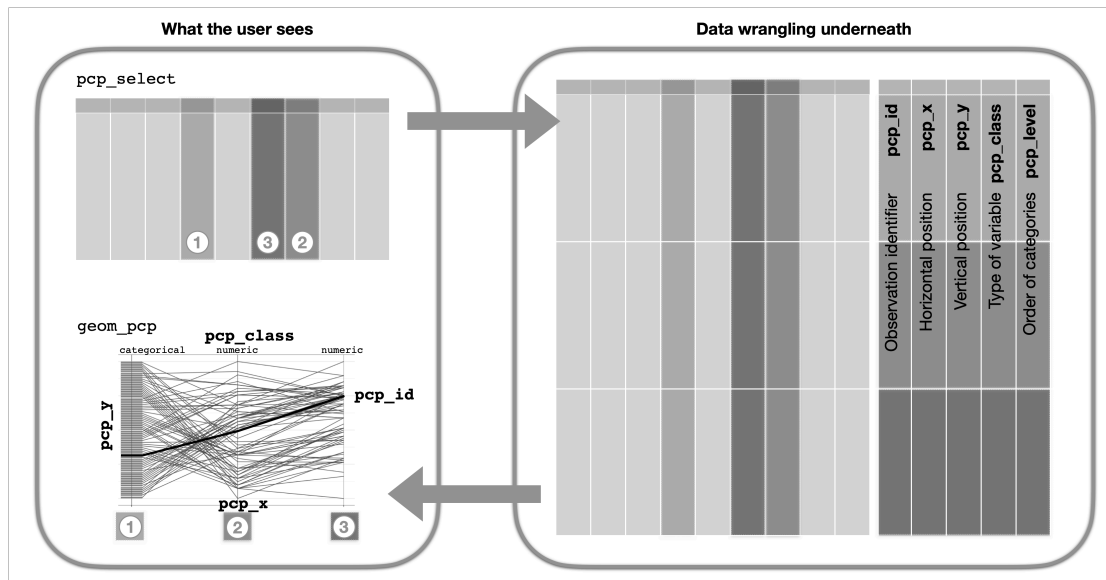 What the user sees
pcp_select
1
3
2
geom_pcp
pcp_class
categorical
numeric
numeric
pcp_y
pcp_id
pcp_x
1
2
3
Data wrangling underneath
Observation identifier pcp_id
Horizontal position pcp_x
Vertical position pcp_y
Type of variable pcp_class
Order of categories pcp_level